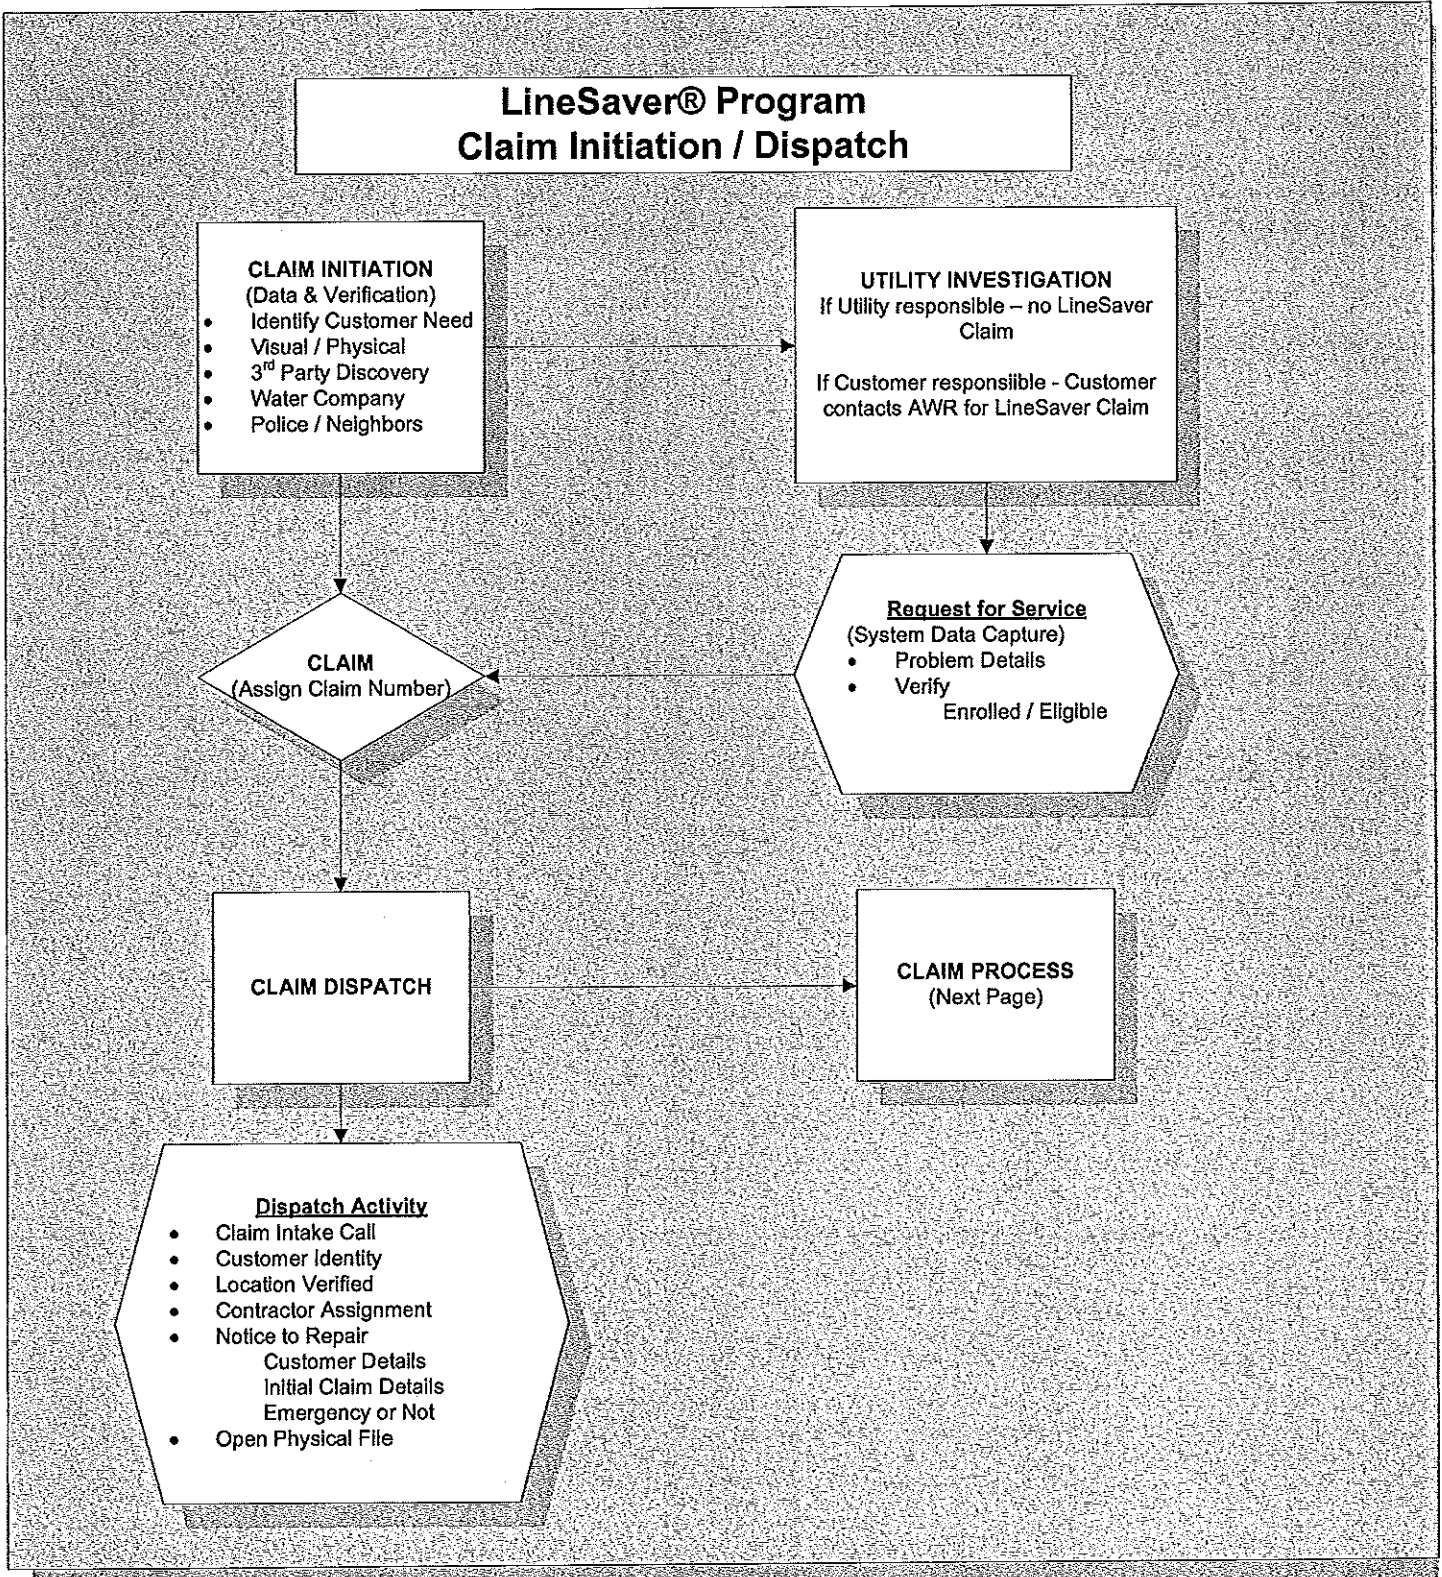 LineSaver® Program
Claim Initiation / Dispatch
CLAIM INITIATION
(Data & Verification)
• Identify Customer Need
• Visual / Physical
• 3rd Party Discovery
• Water Company
• Police / Neighbors
UTILITY INVESTIGATION
If Utility responsible – no LineSaver
Claim
If Customer responsiible - Customer
contacts AWR for LineSaver Claim
CLAIM
(Assign Claim Number)
Request for Service
(System Data Capture)
• Problem Details
• Verify
Enrolled / Eligible
CLAIM DISPATCH
CLAIM PROCESS
(Next Page)
Dispatch Activity
• Claim Intake Call
• Customer Identity
• Location Verified
• Contractor Assignment
• Notice to Repair
Customer Details
Initial Claim Details
Emergency or Not
• Open Physical File